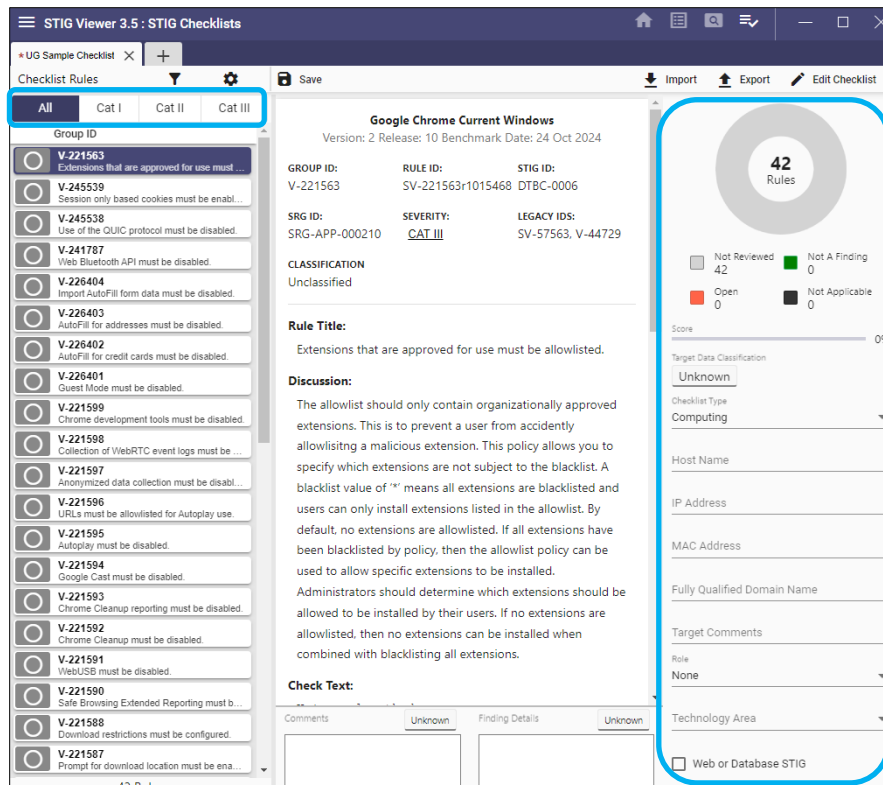 STIG Viewer 3.5 : STIG Checklists
*UG Sample Checklist
Checklist Rules
Save
Import
Export
Edit Checklist
All
Cat I
Cat II
Cat III
Group ID
V-221563
Extensions that are approved for use must ...
V-245539
Session only based cookies must be enabl...
V-245538
Use of the QUIC protocol must be disabled.
V-241787
Web Bluetooth API must be disabled.
V-226404
Import AutoFill form data must be disabled.
V-226403
AutoFill for addresses must be disabled.
V-226402
AutoFill for credit cards must be disabled.
V-226401
Guest Mode must be disabled.
V-221599
Chrome development tools must be disabled.
V-221598
Collection of WebRTC event logs must be ...
V-221597
Anonymized data collection must be disabl...
V-221596
URLs must be allowlisted for Autoplay use.
V-221595
Autoplay must be disabled.
V-221594
Google Cast must be disabled.
V-221593
Chrome Cleanup reporting must be disabled.
V-221592
Chrome Cleanup must be disabled.
V-221591
WebUSB must be disabled.
V-221590
Safe Browsing Extended Reporting must b...
V-221588
Download restrictions must be configured.
V-221587
Prompt for download location must be ena...
Google Chrome Current Windows
Version: 2 Release: 10 Benchmark Date: 24 Oct 2024
GROUP ID: RULE ID: STIG ID:
V-221563 SV-221563r1015468 DTBC-0006
SRG ID: SEVERITY: LEGACY IDS:
SRG-APP-000210 CAT III SV-57563, V-44729
CLASSIFICATION
Unclassified
Rule Title:
Extensions that are approved for use must be allowlisted.
Discussion:
The allowlist should only contain organizationally approved
extensions. This is to prevent a user from accidently
allowlisitng a malicious extension. This policy allows you to
specify which extensions are not subject to the blacklist. A
blacklist value of '*' means all extensions are blacklisted and
users can only install extensions listed in the allowlist. By
default, no extensions are allowlisted. If all extensions have
been blacklisted by policy, then the allowlist policy can be
used to allow specific extensions to be installed.
Administrators should determine which extensions should be
allowed to be installed by their users. If no extensions are
allowlisted, then no extensions can be installed when
combined with blacklisting all extensions.
Check Text:
Comments
Unknown
Finding Details
Unknown
42
Rules
Not Reviewed
42
Not A Finding
0
Open
0
Not Applicable
0
Score
0%
Target Data Classification
Unknown
Checklist Type
Computing
Host Name
IP Address
MAC Address
Fully Qualified Domain Name
Target Comments
Role
None
Technology Area
Web or Database STIG